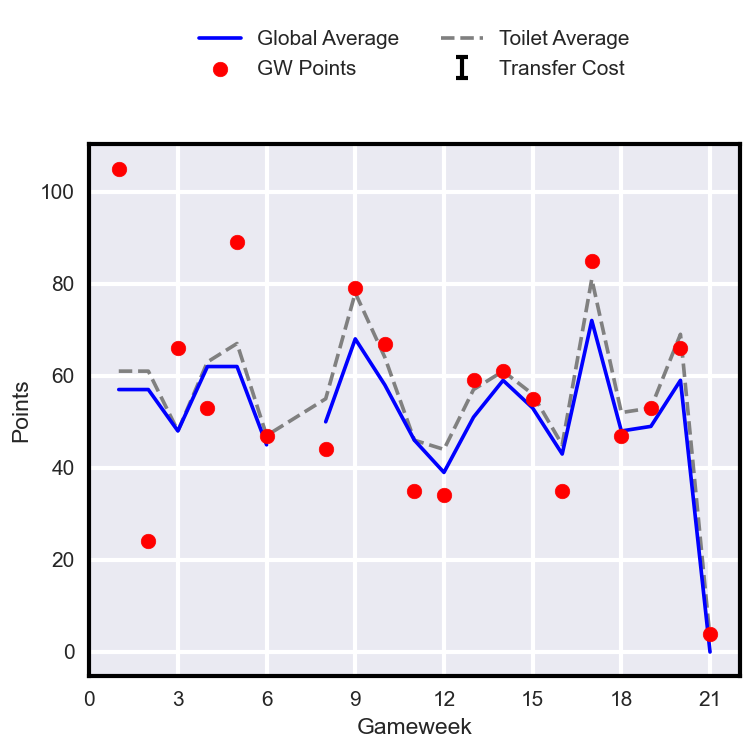 Global Average
Toilet Average
GW Points
Transfer Cost
100
80
60
40
20
0
Points
0 3 6 9 12 15 18 21
Gameweek